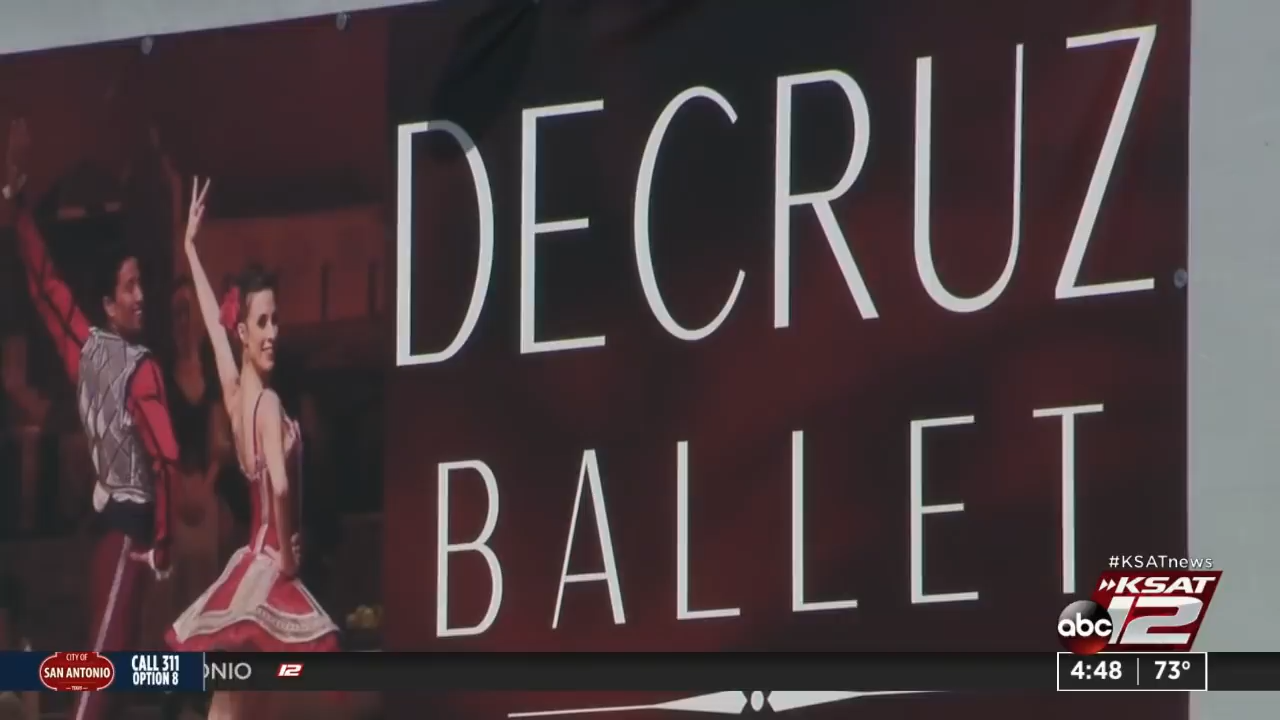 DECRUZ
BALLET
#KSATnews
KSAT
abc 12
CITY OF
SAN ANTONIO
TEXAS
CALL 311
OPTION 8
ONIO 12
4:48 73°